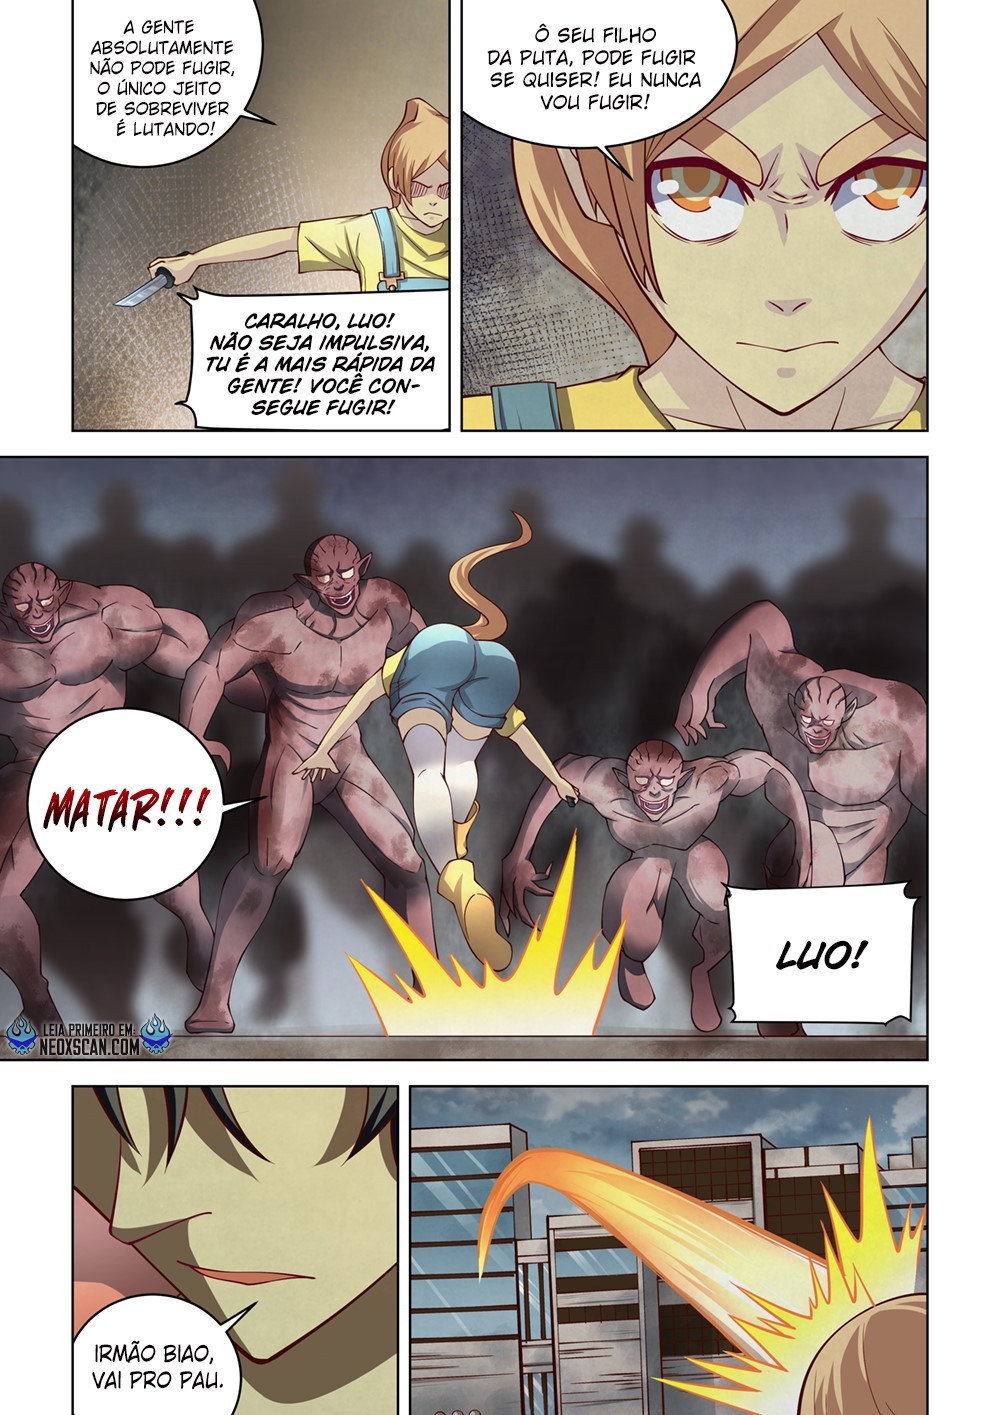 A GENTE
ABSOLUTAMENTE
NÃO PODE FUGIR,
O ÚNICO JEITO
DE SOBREVIVER
É LUTANDO!
CARALHO, LUO!
NÃO SEJA IMPULSIVA,
TU É A MAIS RÁPIDA DA
GENTE! VOCÊ CON-
SEGUE FUGIR!
Ô SEU FILHO
DA PUTA, PODE FUGIR
SE QUISER! EU NUNCA
VOU FUGIR!
MATAR!!!
LUO!
LEIA PRIMEIRO EM:
NEOXSCAN.COM
IRMÃO BIAO,
VAI PRO PAU.